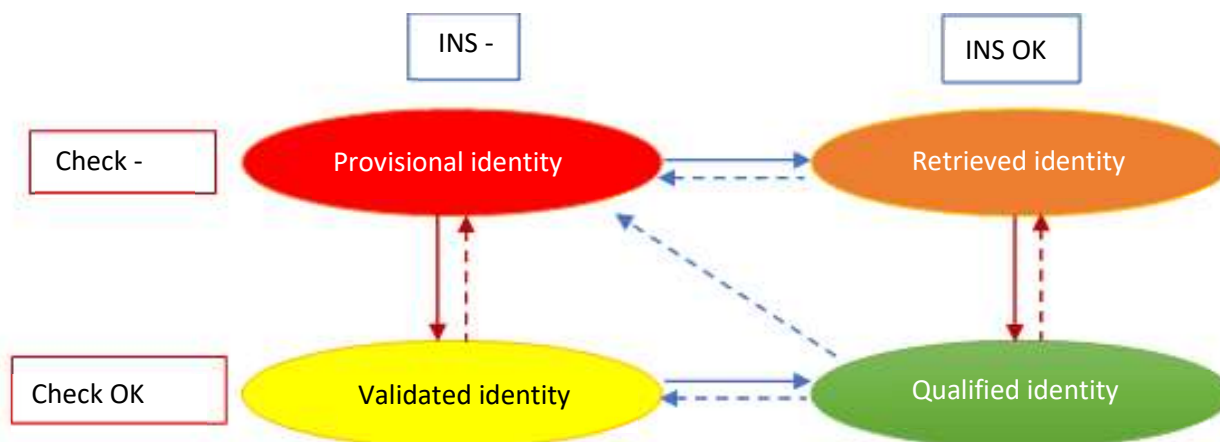 INS -
INS OK
Check -
Provisional identity
Retrieved identity
Check OK
Validated identity
Qualified identity